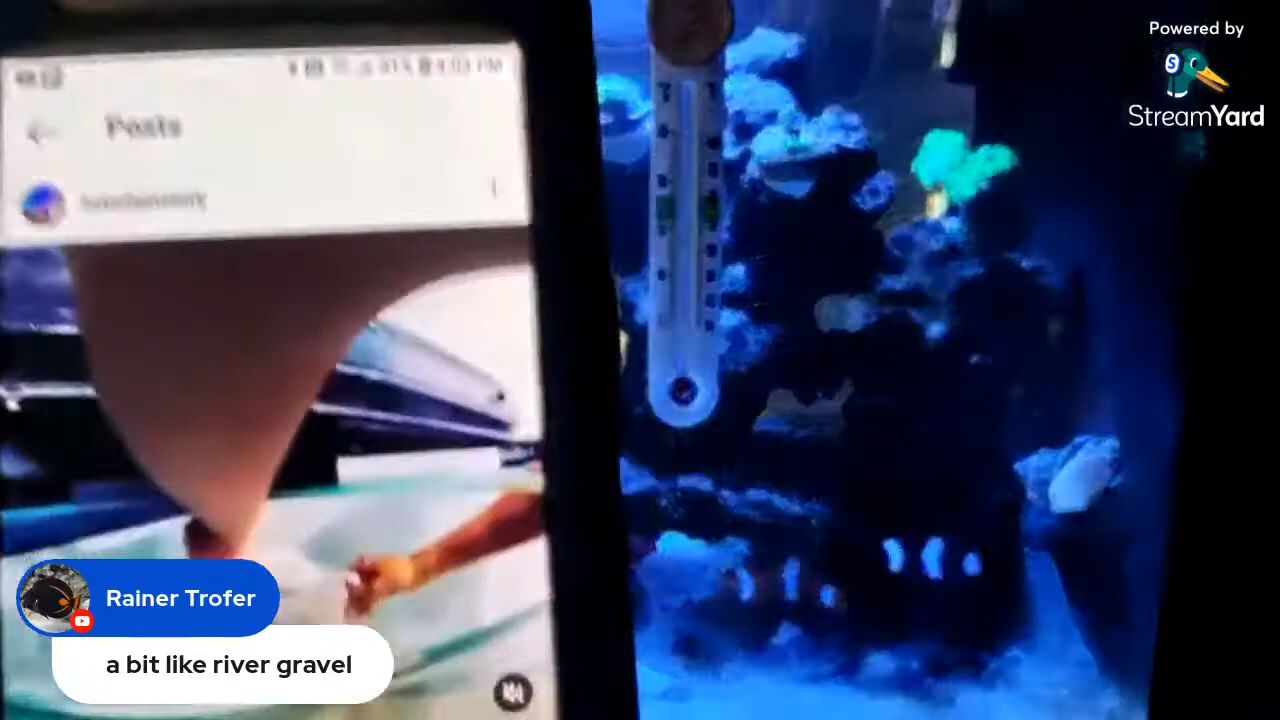 Powered by
StreamYard
Posts
Rainer Trofer
a bit like river gravel